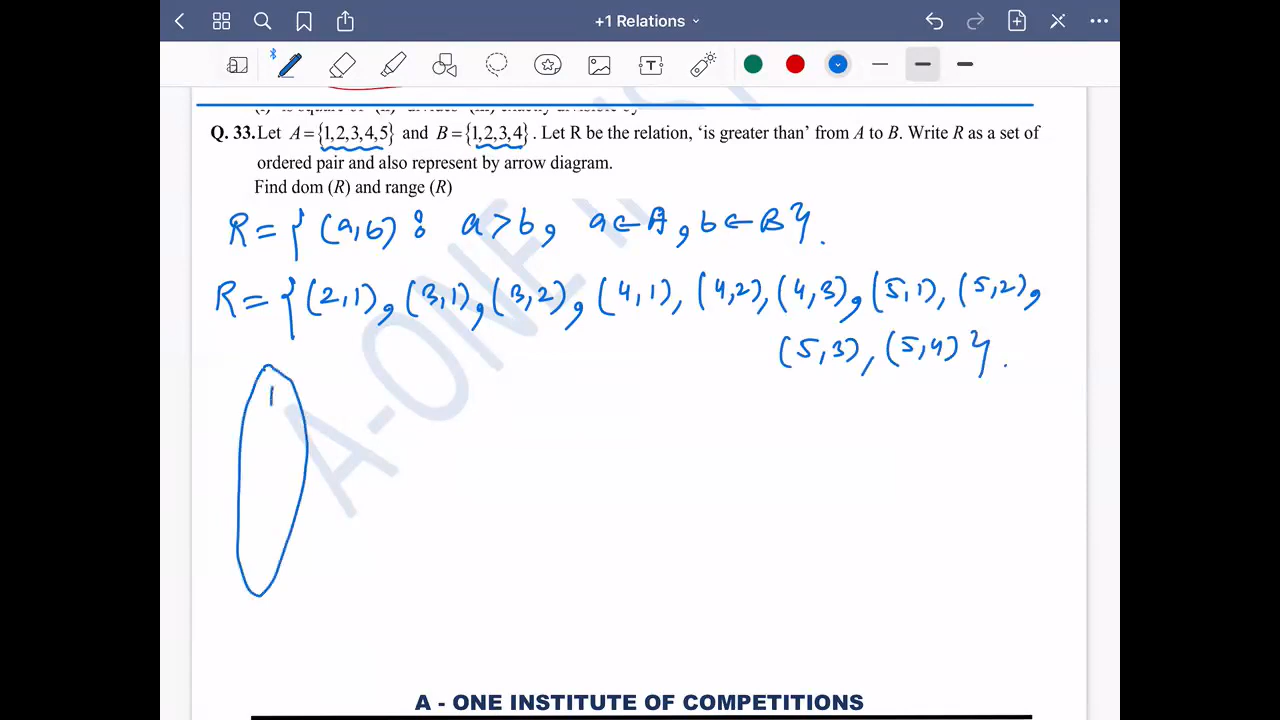 +1 Relations
Q. 33. Let A = {1,2,3,4,5} and B = {1,2,3,4} . Let R be the relation, ‘is greater than’ from A to B. Write R as a set of
ordered pair and also represent by arrow diagram.
Find dom (R) and range (R)
R = { (a,b) : a > b, a ∈ A, b ∈ B }.
R = { (2,1), (3,1), (3,2), (4,1), (4,2), (4,3), (5,1), (5,2),
(5,3), (5,4) }.
1
A-ONE
A - ONE INSTITUTE OF COMPETITIONS